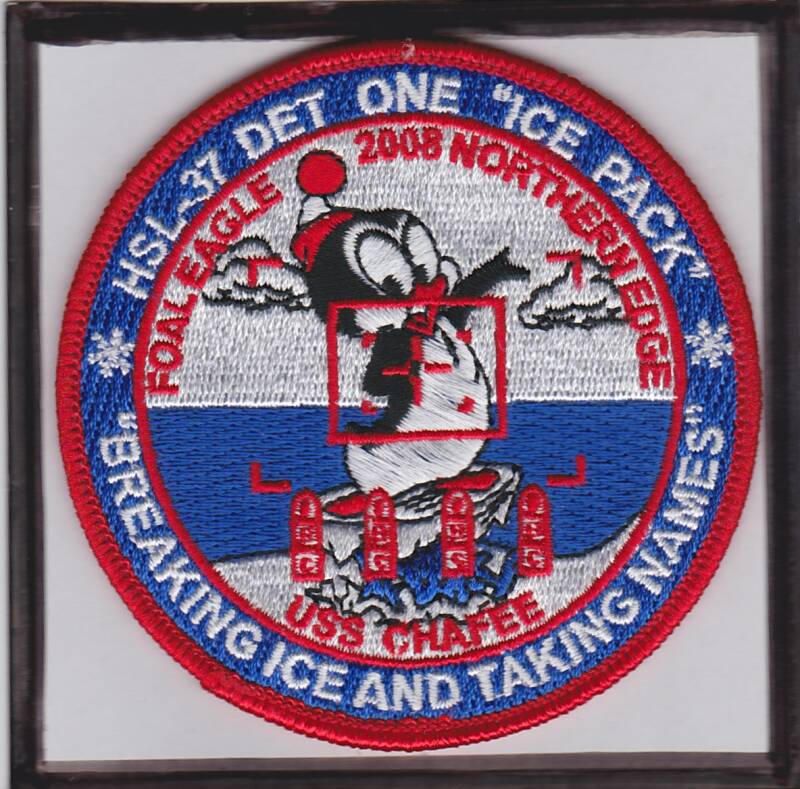 HSL-37 DET ONE "ICE PACK"
FOAL EAGLE 2008 NORTHERN EDGE
USS CHAFEE
"BREAKING ICE AND TAKING NAMES"